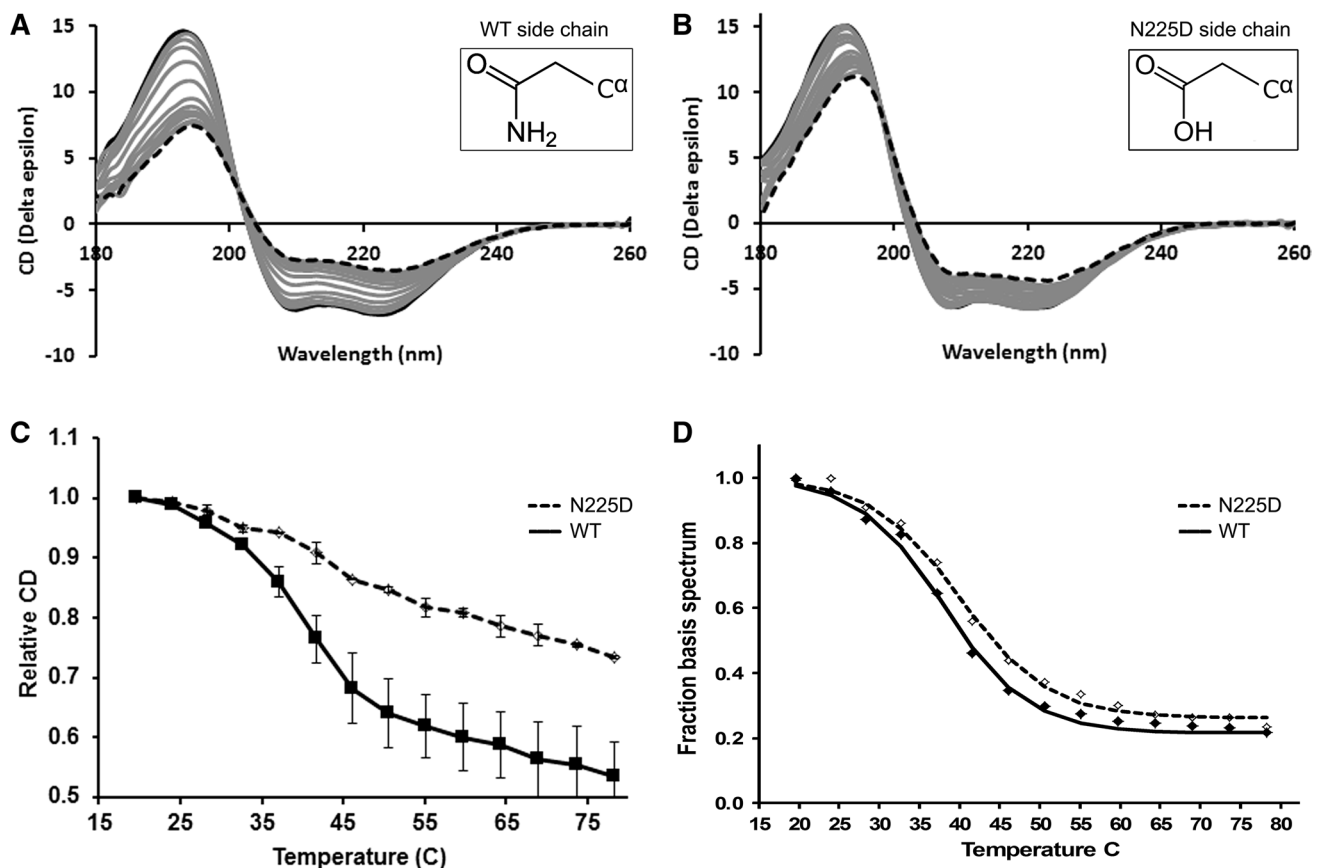 A
WT side chain
O
Cα
NH2
15
10
5
0
-5
-10
180
200
220
240
260
CD (Delta epsilon)
Wavelength (nm)
B
N225D side chain
O
Cα
OH
15
10
5
0
-5
-10
180
200
220
240
260
CD (Delta epsilon)
Wavelength (nm)
C
1.1
1.0
0.9
0.8
0.7
0.6
0.5
15
25
35
45
55
65
75
Relative CD
Temperature (C)
N225D
WT
D
1.0
0.8
0.6
0.4
0.2
0.0
15
20
25
30
35
40
45
50
55
60
65
70
75
80
Fraction basis spectrum
Temperature C
N225D
WT